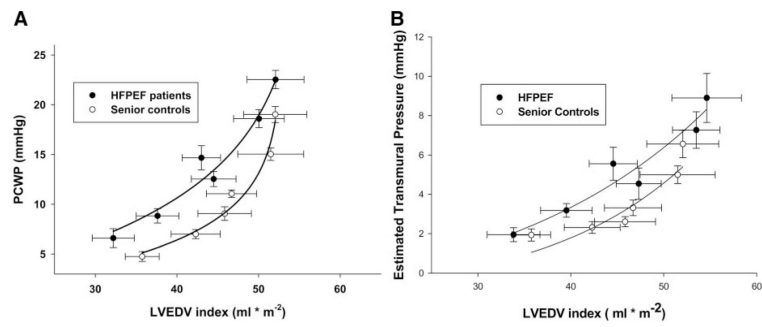 A
PCWP (mmHg)
25
20
15
10
5
HFPEF patients
Senior controls
30
40
50
60
LVEDV index (ml * m-2)
B
Estimated Transmural Pressure (mmHg)
12
10
8
6
4
2
0
HFPEF
Senior Controls
30
40
50
60
LVEDV index ( ml * m-2)